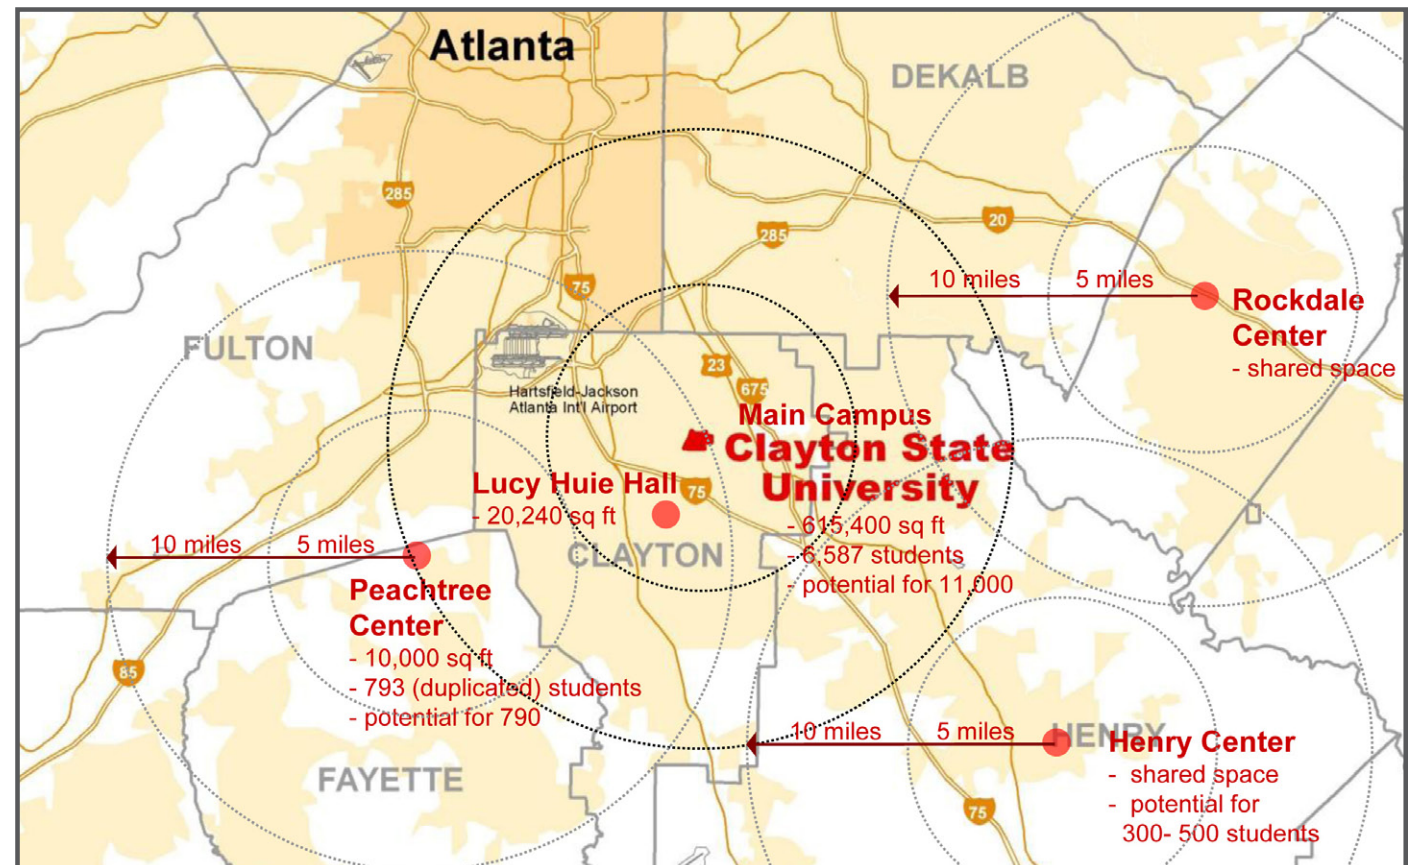 Atlanta
DEKALB
285
20
285
75
10 miles
5 miles
Rockdale
Center
- shared space
FULTON
23
675
Hartsfield-Jackson
Atlanta Int'l Airport
Main Campus
Clayton State
University
- 615,400 sq ft
- 6,587 students
- potential for 11,000
Lucy Huie Hall
- 20,240 sq ft
75
CLAYTON
10 miles
5 miles
Peachtree
Center
- 10,000 sq ft
- 793 (duplicated) students
- potential for 790
85
FAYETTE
10 miles
5 miles
HENRY
Henry Center
- shared space
- potential for
300- 500 students
75